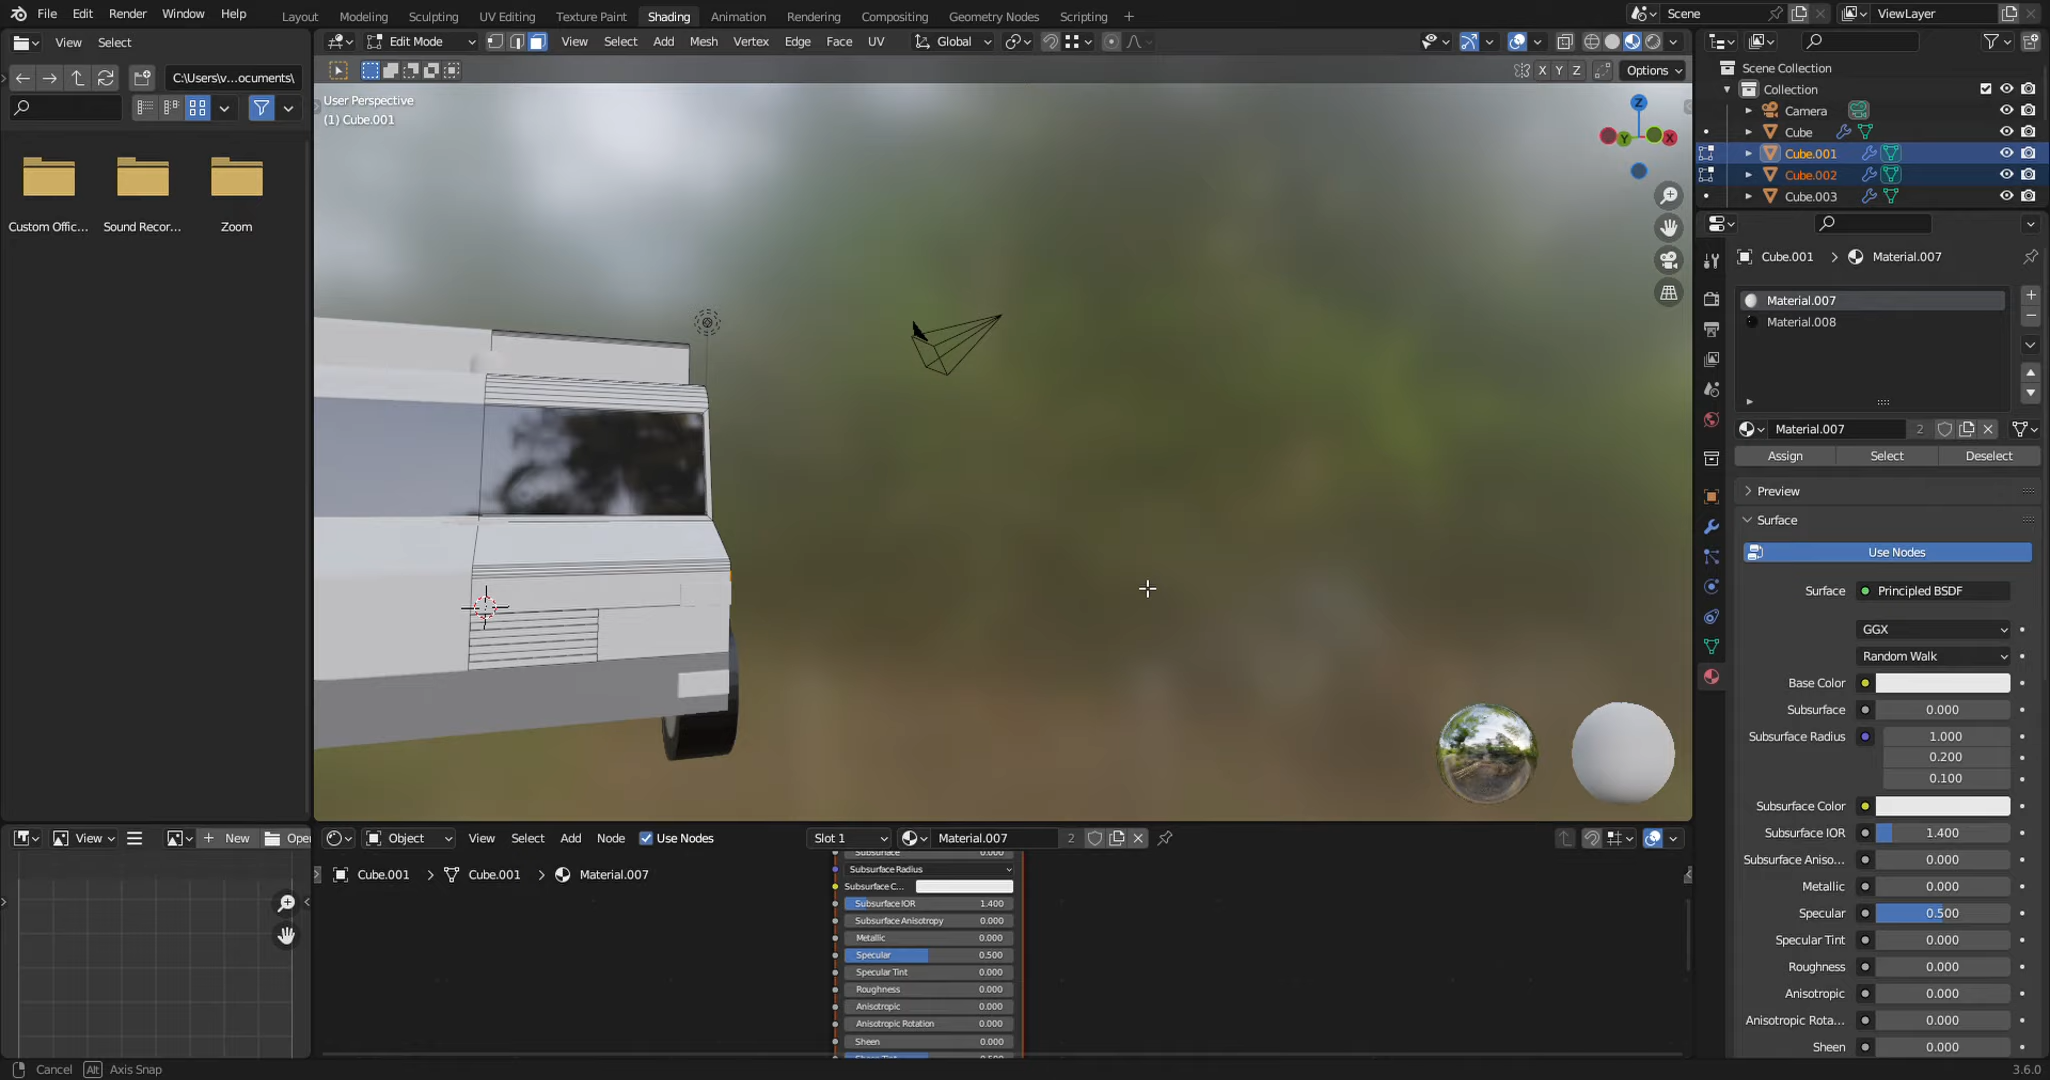 File Edit Render Window Help
Layout Modeling Sculpting UV Editing Texture Paint Shading Animation Rendering Compositing Geometry Nodes Scripting +
Scene
ViewLayer
View Select
Edit Mode
View Select Add Mesh Vertex Edge Face UV
Global
C:\Users\v...ocuments\
X Y Z
Options
User Perspective
(1) Cube.001
Z
Y
X
Custom Offic...
Sound Recor...
Zoom
Scene Collection
Collection
Camera
Cube
Cube.001
Cube.002
Cube.003
Cube.001 > Material.007
Material.007
Material.008
Material.007
2
Assign
Select
Deselect
Preview
Surface
Use Nodes
Surface Principled BSDF
GGX
Random Walk
Base Color
Subsurface 0.000
Subsurface Radius 1.000
0.200
0.100
Subsurface Color
Subsurface IOR 1.400
Subsurface Aniso... 0.000
Metallic 0.000
Specular 0.500
Specular Tint 0.000
Roughness 0.000
Anisotropic 0.000
Anisotropic Rota... 0.000
Sheen 0.000
View
New
Open
Object
View Select Add Node
Use Nodes
Slot 1
Material.007
2
Cube.001 > Cube.001 > Material.007
Subsurface 0.000
Subsurface Radius
Subsurface C...
Subsurface IOR 1.400
Subsurface Anisotropy 0.000
Metallic 0.000
Specular 0.500
Specular Tint 0.000
Roughness 0.000
Anisotropic 0.000
Anisotropic Rotation 0.000
Sheen 0.000
Cancel
Alt Axis Snap
3.6.0